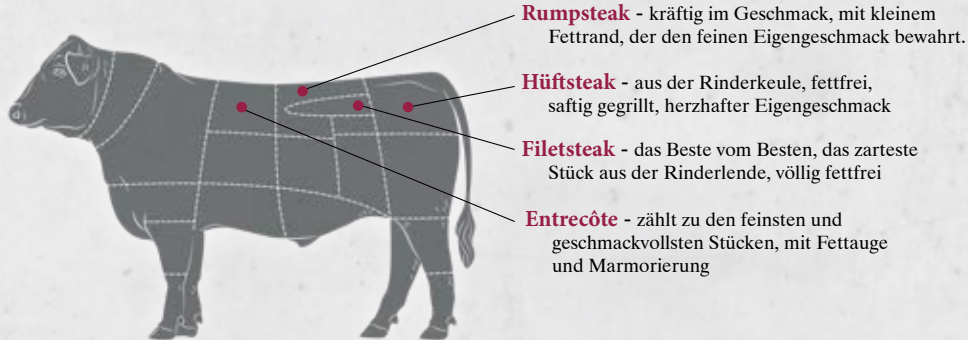 Rumpsteak - kräftig im Geschmack, mit kleinem
Fettrand, der den feinen Eigengeschmack bewahrt.
Hüftsteak - aus der Rinderkeule, fettfrei,
saftig gegrillt, herzhafter Eigengeschmack
Filetsteak - das Beste vom Besten, das zarteste
Stück aus der Rinderlende, völlig fettfrei
Entrecôte - zählt zu den feinsten und
geschmackvollsten Stücken, mit Fettauge
und Marmorierung